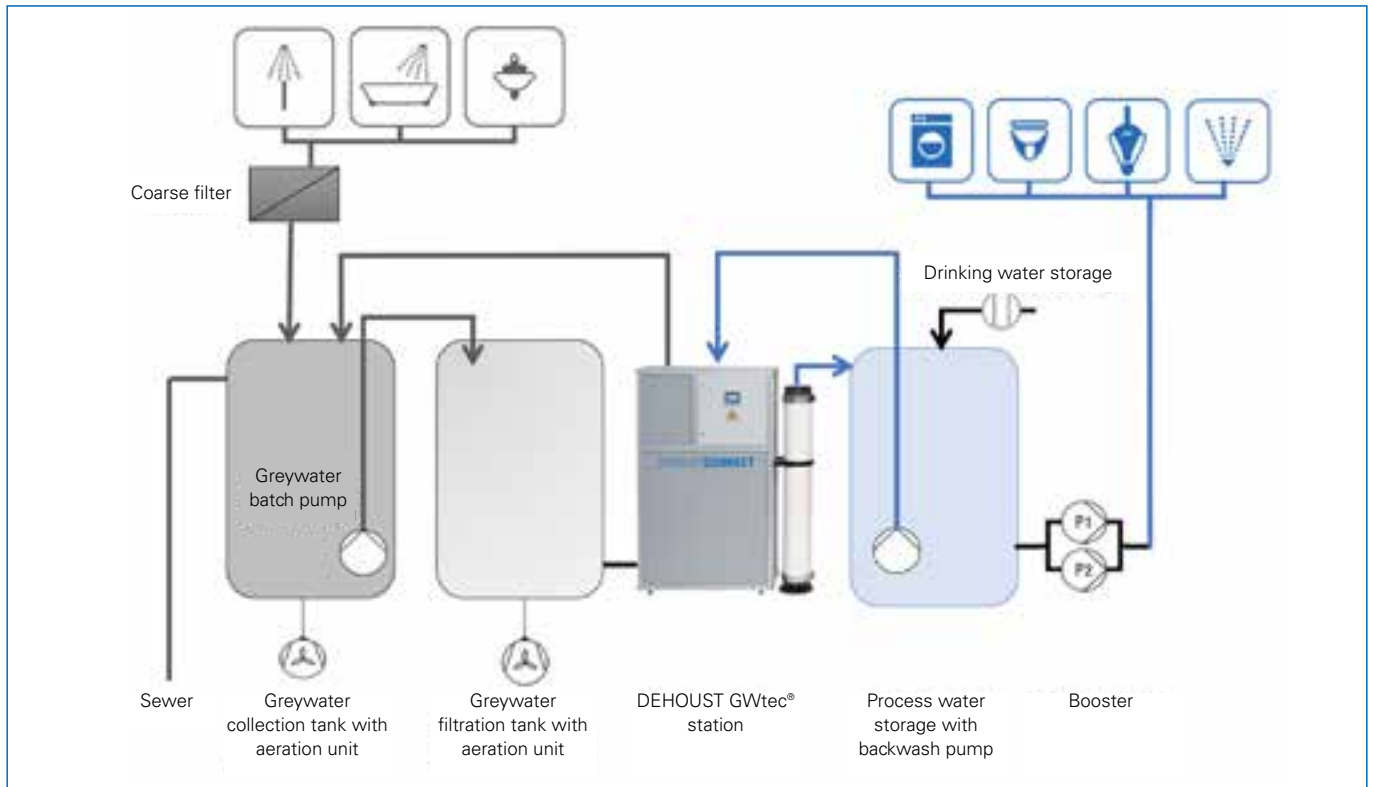 Coarse filter
Drinking water storage
Greywater
batch pump
P1
P2
Sewer
Greywater
collection tank with
aeration unit
Greywater
filtration tank with
aeration unit
DEHOUST GWtec®
station
Process water
storage with
backwash pump
Booster